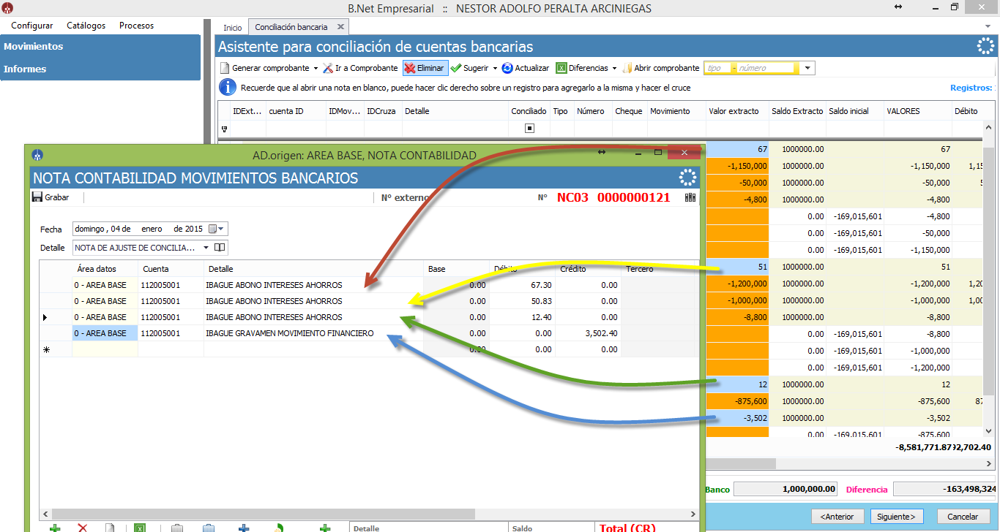 B.Net Empresarial :: NESTOR ADOLFO PERALTA ARCINIEGAS
Configurar Catálogos Procesos
Inicio Conciliación bancaria
Movimientos
Informes
Asistente para conciliación de cuentas bancarias
Generar comprobante Ir a Comprobante Eliminar Sugerir Actualizar Diferencias Abrir comprobante tipo - número
Recuerde que al abrir una nota en blanco, puede hacer clic derecho sobre un registro para agregarlo a la misma y hacer el cruce Registros:
IDExt... cuenta ID IDMov... IDCruza Detalle Conciliado Tipo Número Cheque Movimiento Valor extracto Saldo Extracto Saldo inicial VALORES Débito
67 1000000.00 67
-1,150,000 1000000.00 -1,150,000 1,15
-50,000 1000000.00 -50,000
-4,800 1000000.00 -4,800
0.00 -169,015,601 -4,800
0.00 -169,015,601 -50,000
0.00 -169,015,601 -1,150,000
51 1000000.00 51
-1,200,000 1000000.00 -1,200,000 1,20
-1,000,000 1000000.00 -1,000,000 1,00
-8,800 1000000.00 -8,800
0.00 -169,015,601 -8,800
0.00 -169,015,601 -1,000,000
0.00 -169,015,601 -1,200,000
12 1000000.00 12
-875,600 1000000.00 -875,600 87
-3,502 1000000.00 -3,502
0.00 -169,015,601 -875,600
-8,581,771.87 92,702.40
Banco 1,000,000.00 Diferencia -163,498,324
<Anterior Siguiente> Cancelar
AD.origen: AREA BASE, NOTA CONTABILIDAD
NOTA CONTABILIDAD MOVIMIENTOS BANCARIOS
Grabar Nº externo Nº NC03 0000000121
Fecha domingo , 04 de enero de 2015
Detalle NOTA DE AJUSTE DE CONCILIA...
Área datos Cuenta Detalle Base Débito Crédito Tercero
0 - AREA BASE 112005001 IBAGUE ABONO INTERESES AHORROS 0.00 67.30 0.00
0 - AREA BASE 112005001 IBAGUE ABONO INTERESES AHORROS 0.00 50.83 0.00
0 - AREA BASE 112005001 IBAGUE ABONO INTERESES AHORROS 0.00 12.40 0.00
0 - AREA BASE 112005001 IBAGUE GRAVAMEN MOVIMIENTO FINANCIERO 0.00 0.00 3,502.40
0.00 0.00 0.00
Detalle Saldo Total (CR)